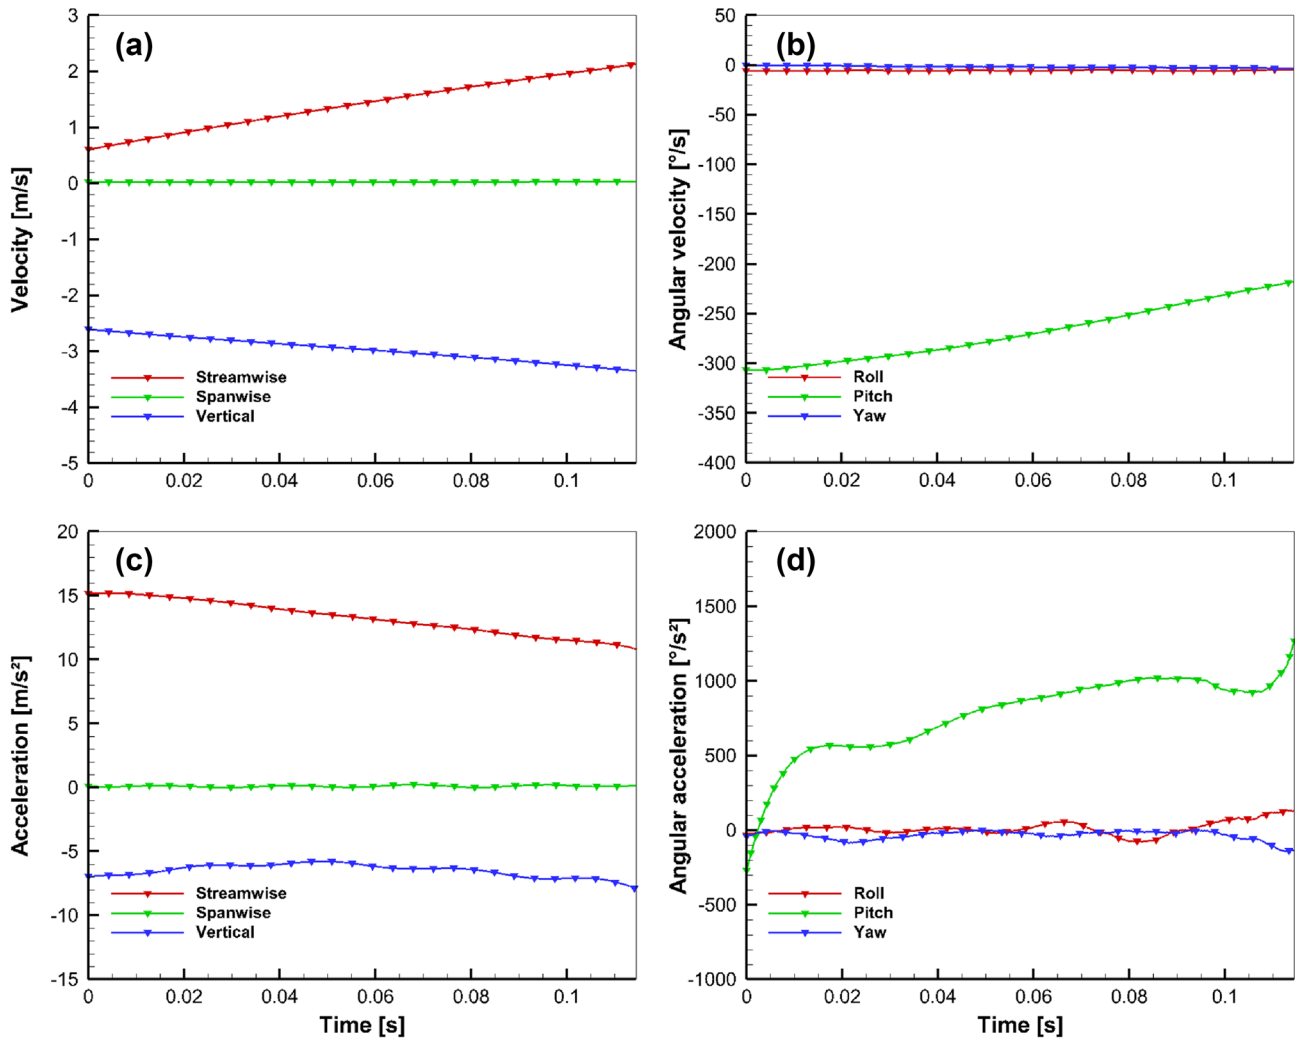 (a)
Velocity [m/s]
3
2
1
0
-1
-2
-3
-4
-5
Streamwise
Spanwise
Vertical
0 0.02 0.04 0.06 0.08 0.1
(b)
Angular velocity [°/s]
50
0
-50
-100
-150
-200
-250
-300
-350
-400
Roll
Pitch
Yaw
0 0.02 0.04 0.06 0.08 0.1
(c)
Acceleration [m/s²]
20
15
10
5
0
-5
-10
-15
Streamwise
Spanwise
Vertical
0 0.02 0.04 0.06 0.08 0.1
Time [s]
(d)
Angular acceleration [°/s²]
2000
1500
1000
500
0
-500
-1000
Roll
Pitch
Yaw
0 0.02 0.04 0.06 0.08 0.1
Time [s]